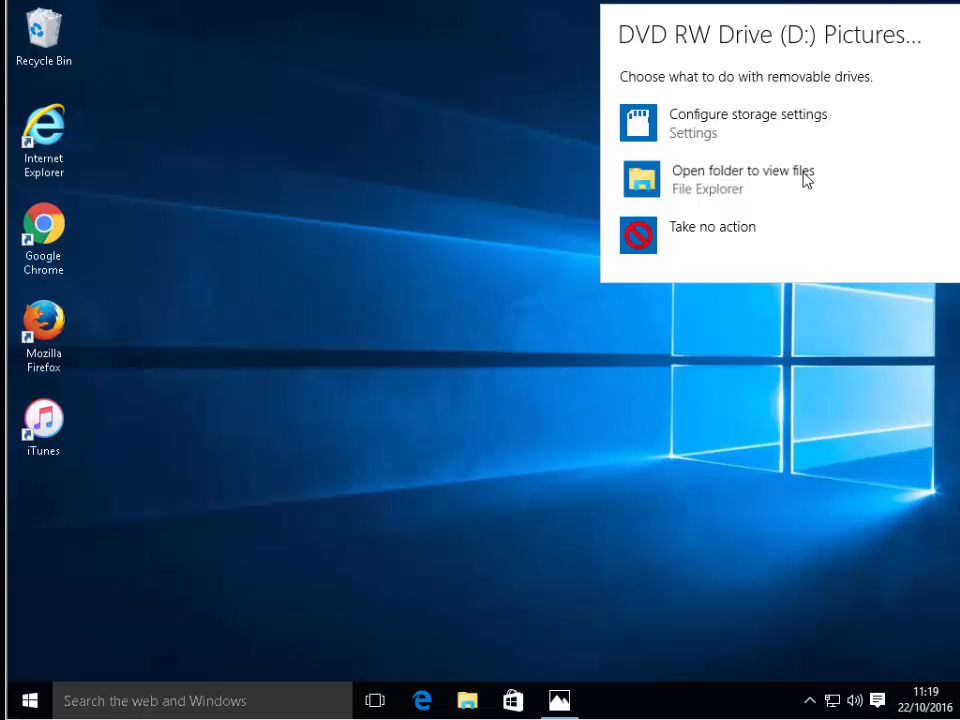 Recycle Bin
Internet
Explorer
Google
Chrome
Mozilla
Firefox
iTunes
DVD RW Drive (D:) Pictures...
Choose what to do with removable drives.
Configure storage settings
Settings
Open folder to view files
File Explorer
Take no action
Search the web and Windows
11:19
22/10/2016